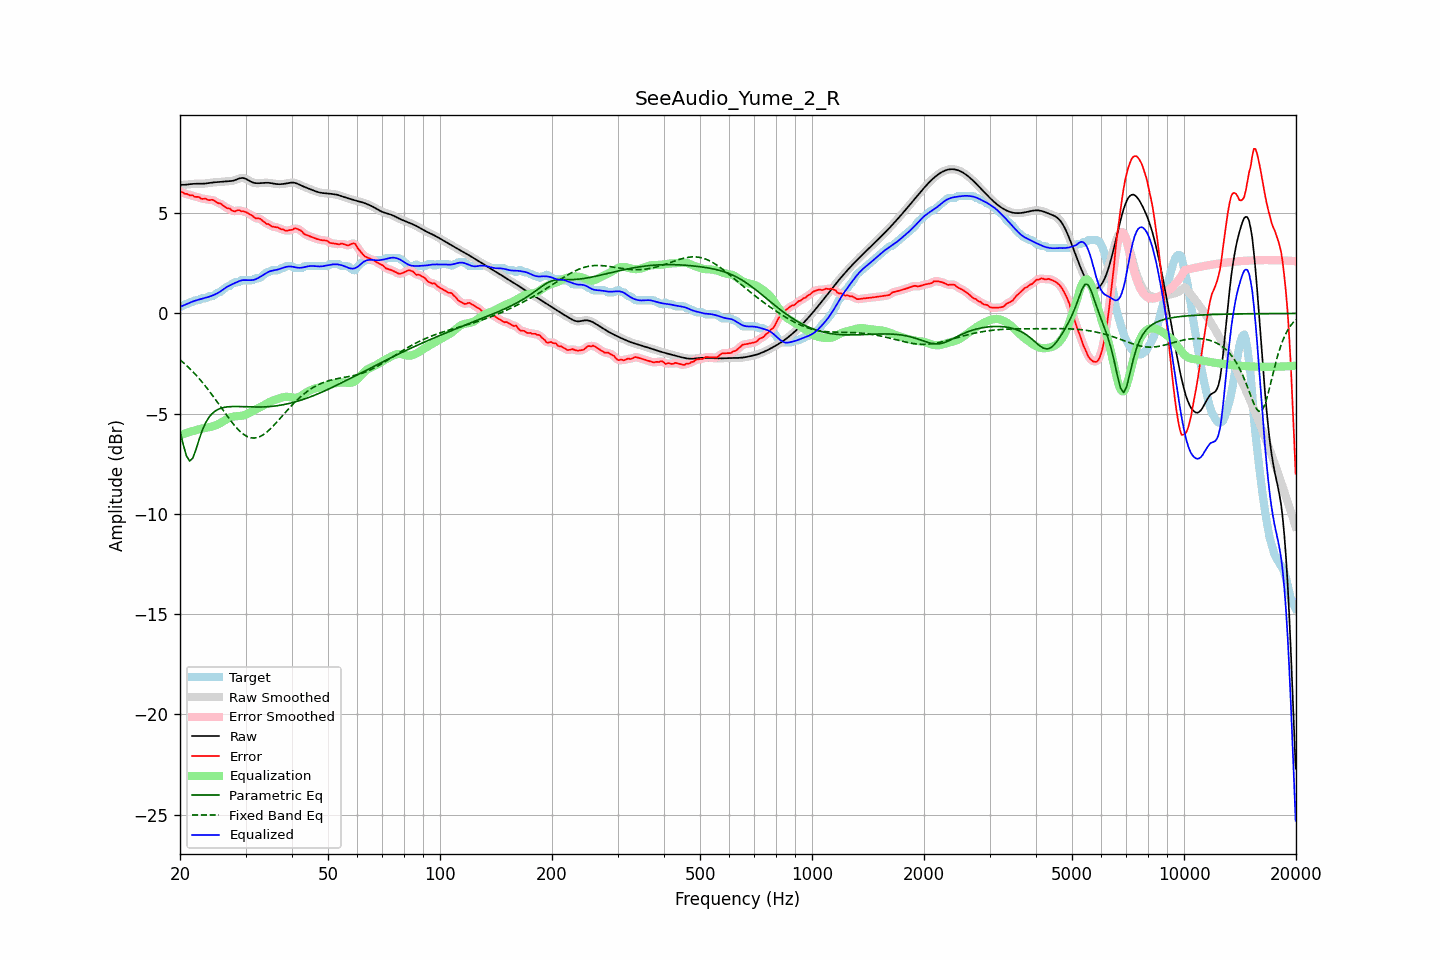 SeeAudio_Yume_2_R
Amplitude (dBr)
5
0
−5
−10
−15
−20
−25
Target
Raw Smoothed
Error Smoothed
Raw
Error
Equalization
Parametric Eq
Fixed Band Eq
Equalized
20
50
100
200
500
1000
2000
5000
10000
20000
Frequency (Hz)